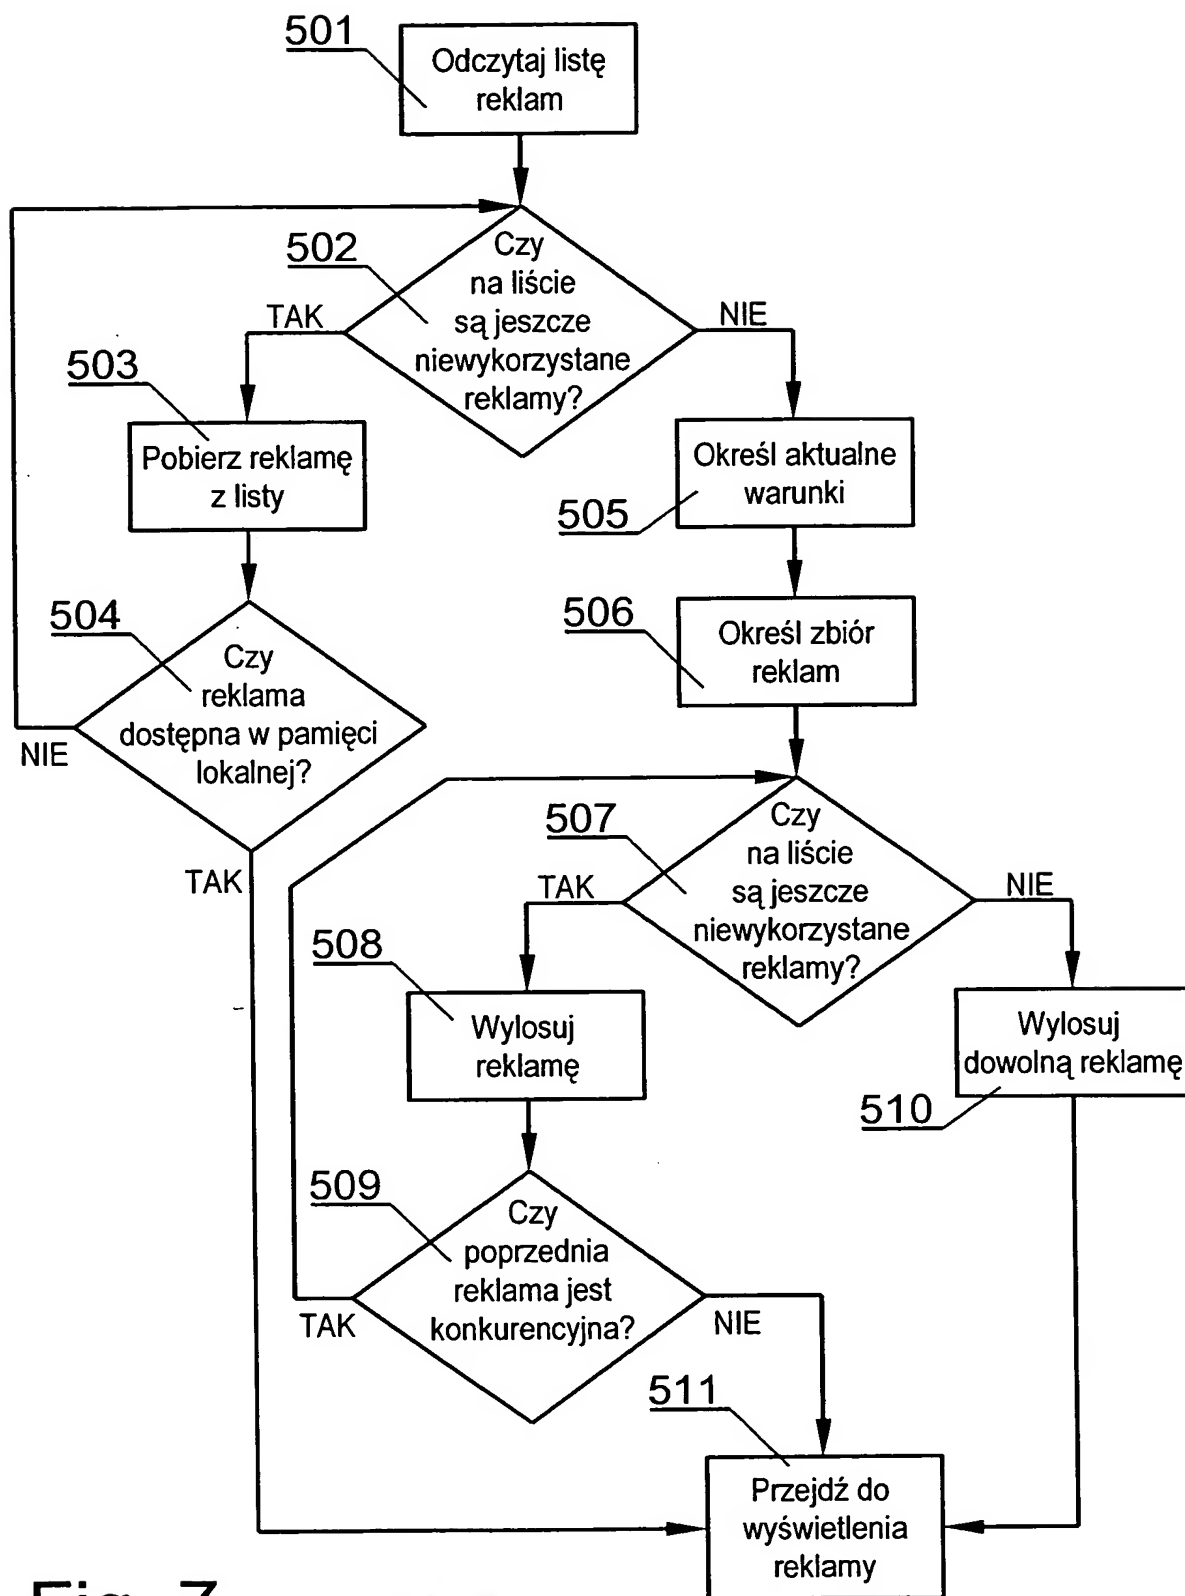 501
Odczytaj listę
reklam
502
Czy
na liście
są jeszcze
niewykorzystane
reklamy?
TAK
NIE
503
Pobierz reklamę
z listy
Określ aktualne
warunki
505
504
Czy
reklama
dostępna w pamięci
lokalnej?
NIE
TAK
506
Określ zbiór
reklam
507
Czy
na liście
są jeszcze
niewykorzystane
reklamy?
TAK
NIE
508
Wylosuj
reklamę
Wylosuj
dowolną reklamę
510
509
Czy
poprzednia
reklama jest
konkurencyjna?
TAK
NIE
511
Przejdź do
wyświetlenia
reklamy